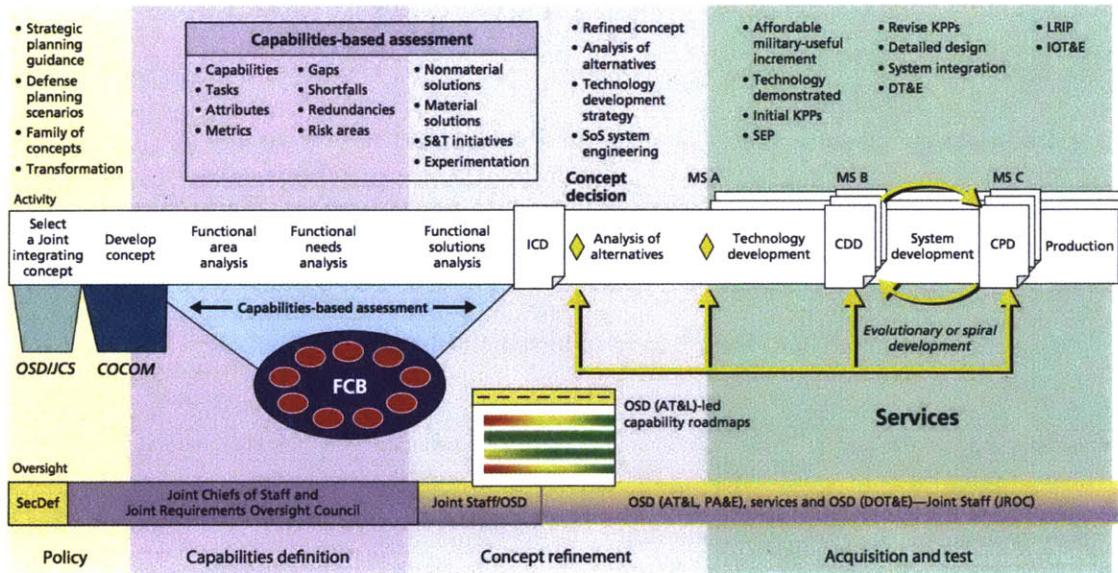 • Strategic
planning
guidance
• Defense
planning
scenarios
• Family of
concepts
• Transformation
Capabilities-based assessment
• Capabilities
• Tasks
• Attributes
• Metrics
• Gaps
• Shortfalls
• Redundancies
• Risk areas
• Nonmaterial
solutions
• Material
solutions
• S&T initiatives
• Experimentation
• Refined concept
• Analysis of
alternatives
• Technology
development
strategy
• SoS system
engineering
• Affordable
military-useful
increment
• Technology
demonstrated
• Initial KPPs
• SEP
• Revise KPPs
• Detailed design
• System integration
• DT&E
• LRIP
• IOT&E
Concept
decision
MS A
MS B
MS C
Activity
Select
a Joint
integrating
concept
Develop
concept
Functional
area
analysis
Functional
needs
analysis
Functional
solutions
analysis
ICD
Analysis of
alternatives
Technology
development
CDD
System
development
CPD
Production
Capabilities-based assessment
Evolutionary or spiral
development
OSD/JCS
COCOM
FCB
OSD (AT&L)-led
capability roadmaps
Services
Oversight
SecDef
Joint Chiefs of Staff and
Joint Requirements Oversight Council
Joint Staff/OSD
OSD (AT&L, PA&E), services and OSD (DOT&E)—Joint Staff (JROC)
Policy
Capabilities definition
Concept refinement
Acquisition and test